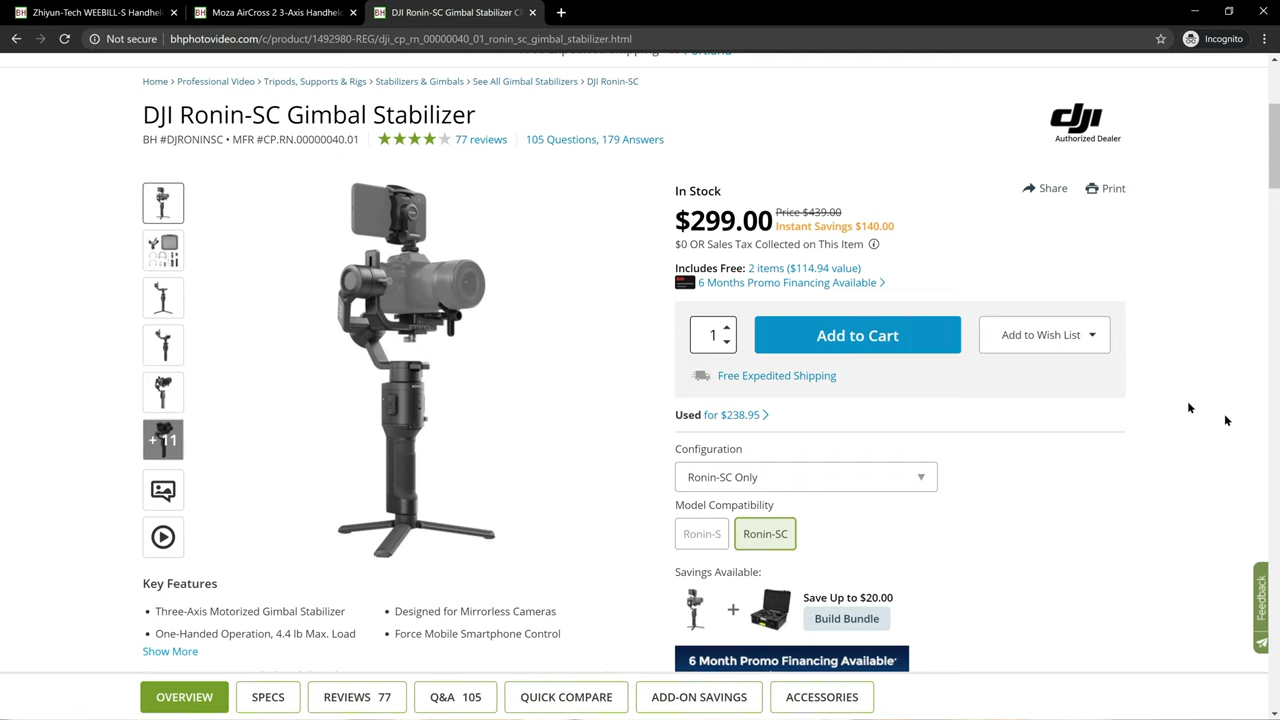 Zhiyun-Tech WEEBILL-S Handhel
Moza AirCross 2 3-Axis Handhel
DJI Ronin-SC Gimbal Stabilizer C
Not secure
bhphotovideo.com/c/product/1492980-REG/dji_cp_rn_00000040_01_ronin_sc_gimbal_stabilizer.html
Incognito
Home > Professional Video > Tripods, Supports & Rigs > Stabilizers & Gimbals > See All Gimbal Stabilizers > DJI Ronin-SC
DJI Ronin-SC Gimbal Stabilizer
BH #DJRONINSC • MFR #CP.RN.00000040.01
77 reviews
105 Questions, 179 Answers
dji
Authorized Dealer
In Stock
Share
Print
$299.00 Price $439.00
Instant Savings $140.00
$0 OR Sales Tax Collected on This Item
Includes Free: 2 items ($114.94 value)
6 Months Promo Financing Available >
1
Add to Cart
Add to Wish List
Free Expedited Shipping
Used for $238.95 >
+ 11
Configuration
Ronin-SC Only
Model Compatibility
Ronin-S
Ronin-SC
Savings Available:
Save Up to $20.00
Build Bundle
6 Month Promo Financing Available*
Key Features
• Three-Axis Motorized Gimbal Stabilizer
• Designed for Mirrorless Cameras
• One-Handed Operation, 4.4 lb Max. Load
• Force Mobile Smartphone Control
Show More
Feedback
OVERVIEW
SPECS
REVIEWS 77
Q&A 105
QUICK COMPARE
ADD-ON SAVINGS
ACCESSORIES